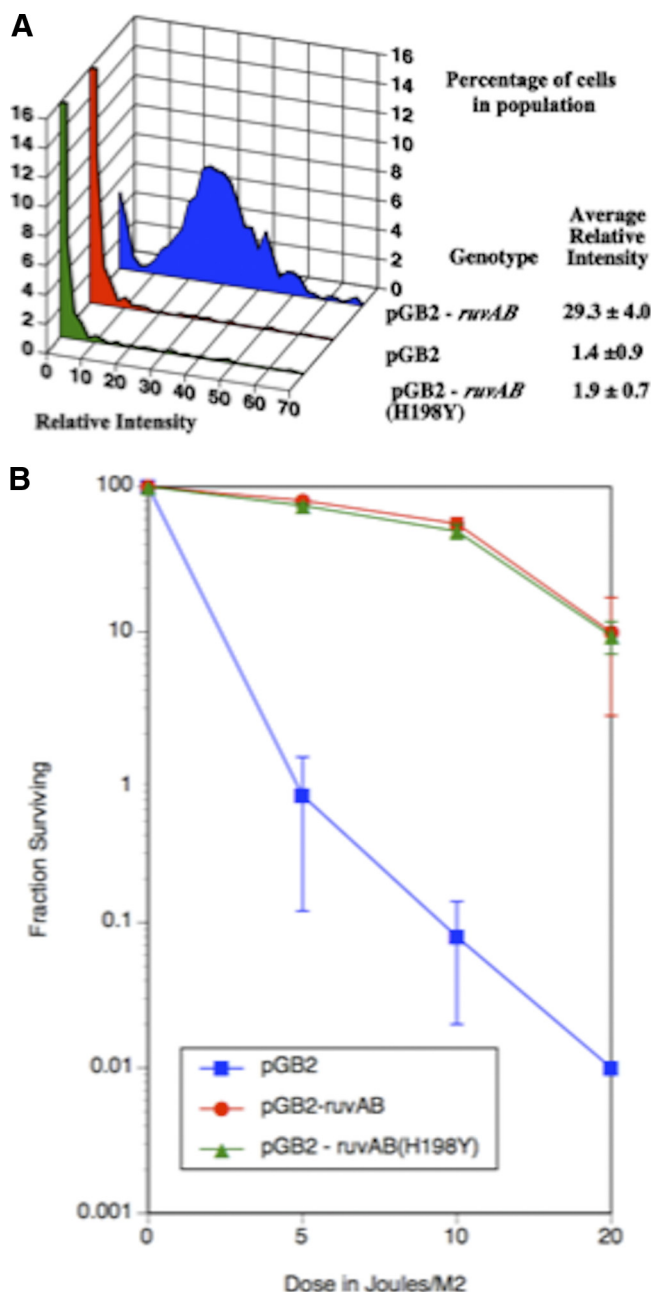 A
Percentage of cells
in population
16
14
12
10
8
6
4
2
0
16
14
12
10
8
6
4
2
0
0 10 20 30 40 50 60 70
Relative Intensity
Genotype
Average
Relative
Intensity
pGB2 - ruvAB 29.3 ± 4.0
pGB2 1.4 ±0.9
pGB2 - ruvAB 1.9 ± 0.7
(H198Y)
B
100
10
1
0.1
0.01
0.001
Fraction Surviving
pGB2
pGB2-ruvAB
pGB2 - ruvAB(H198Y)
0 5 10 20
Dose in Joules/M2